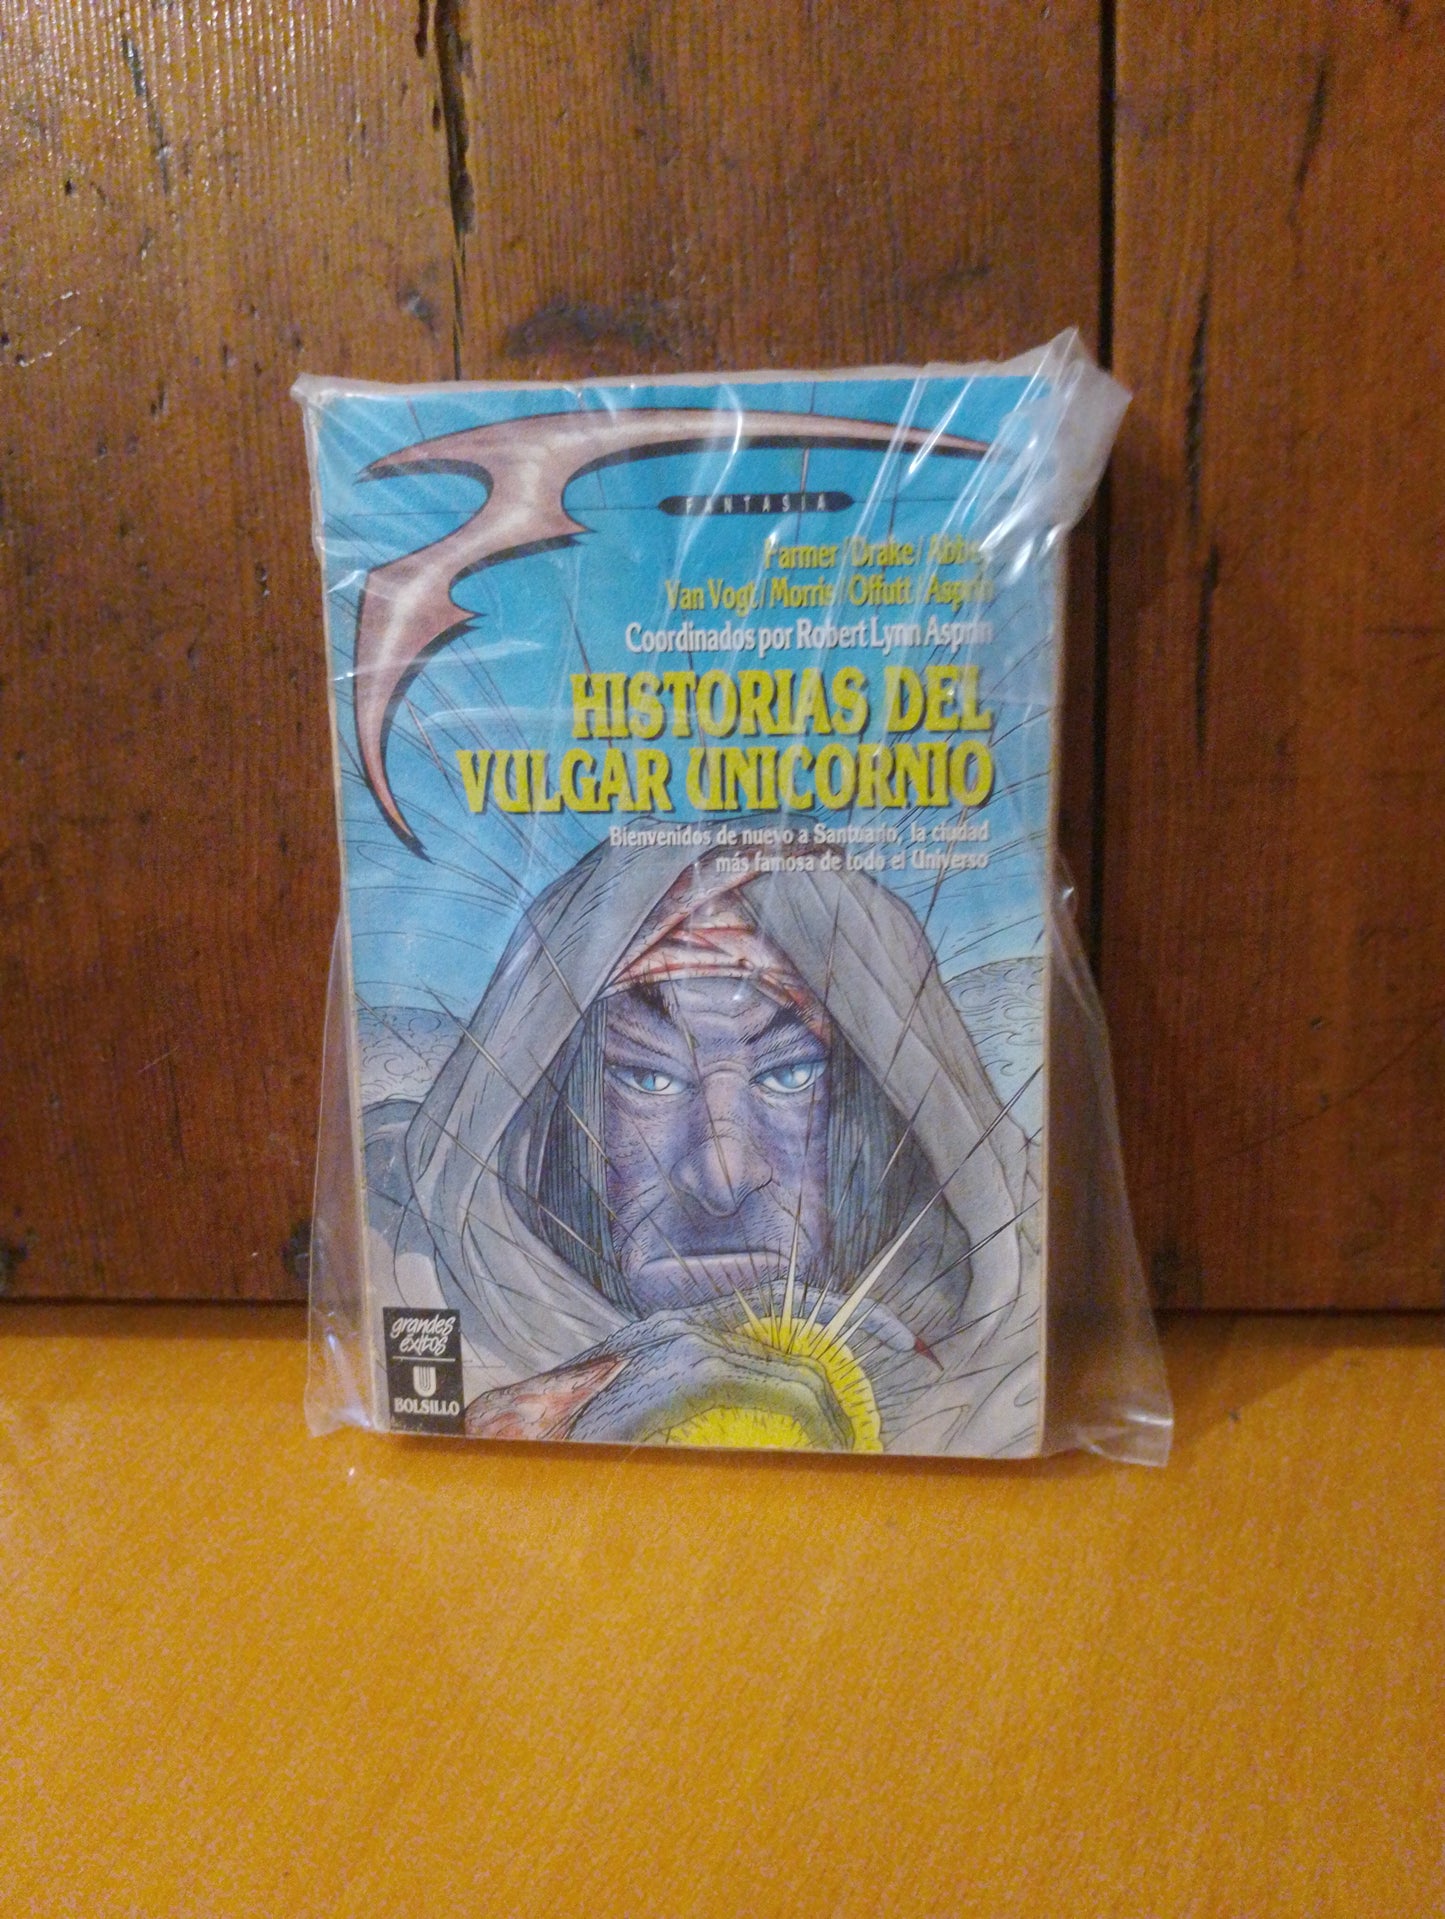 FANTASIA
Farmer/Drake/Abbey
Van Vogt/Morris/Offutt/Asprin
Coordinados por Robert Lynn Asprin
HISTORIAS DEL
VULGAR UNICORNIO
Bienvenidos de nuevo a Santuario, la ciudad
más famosa de todo el Universo
grandes
éxitos
BOLSILLO